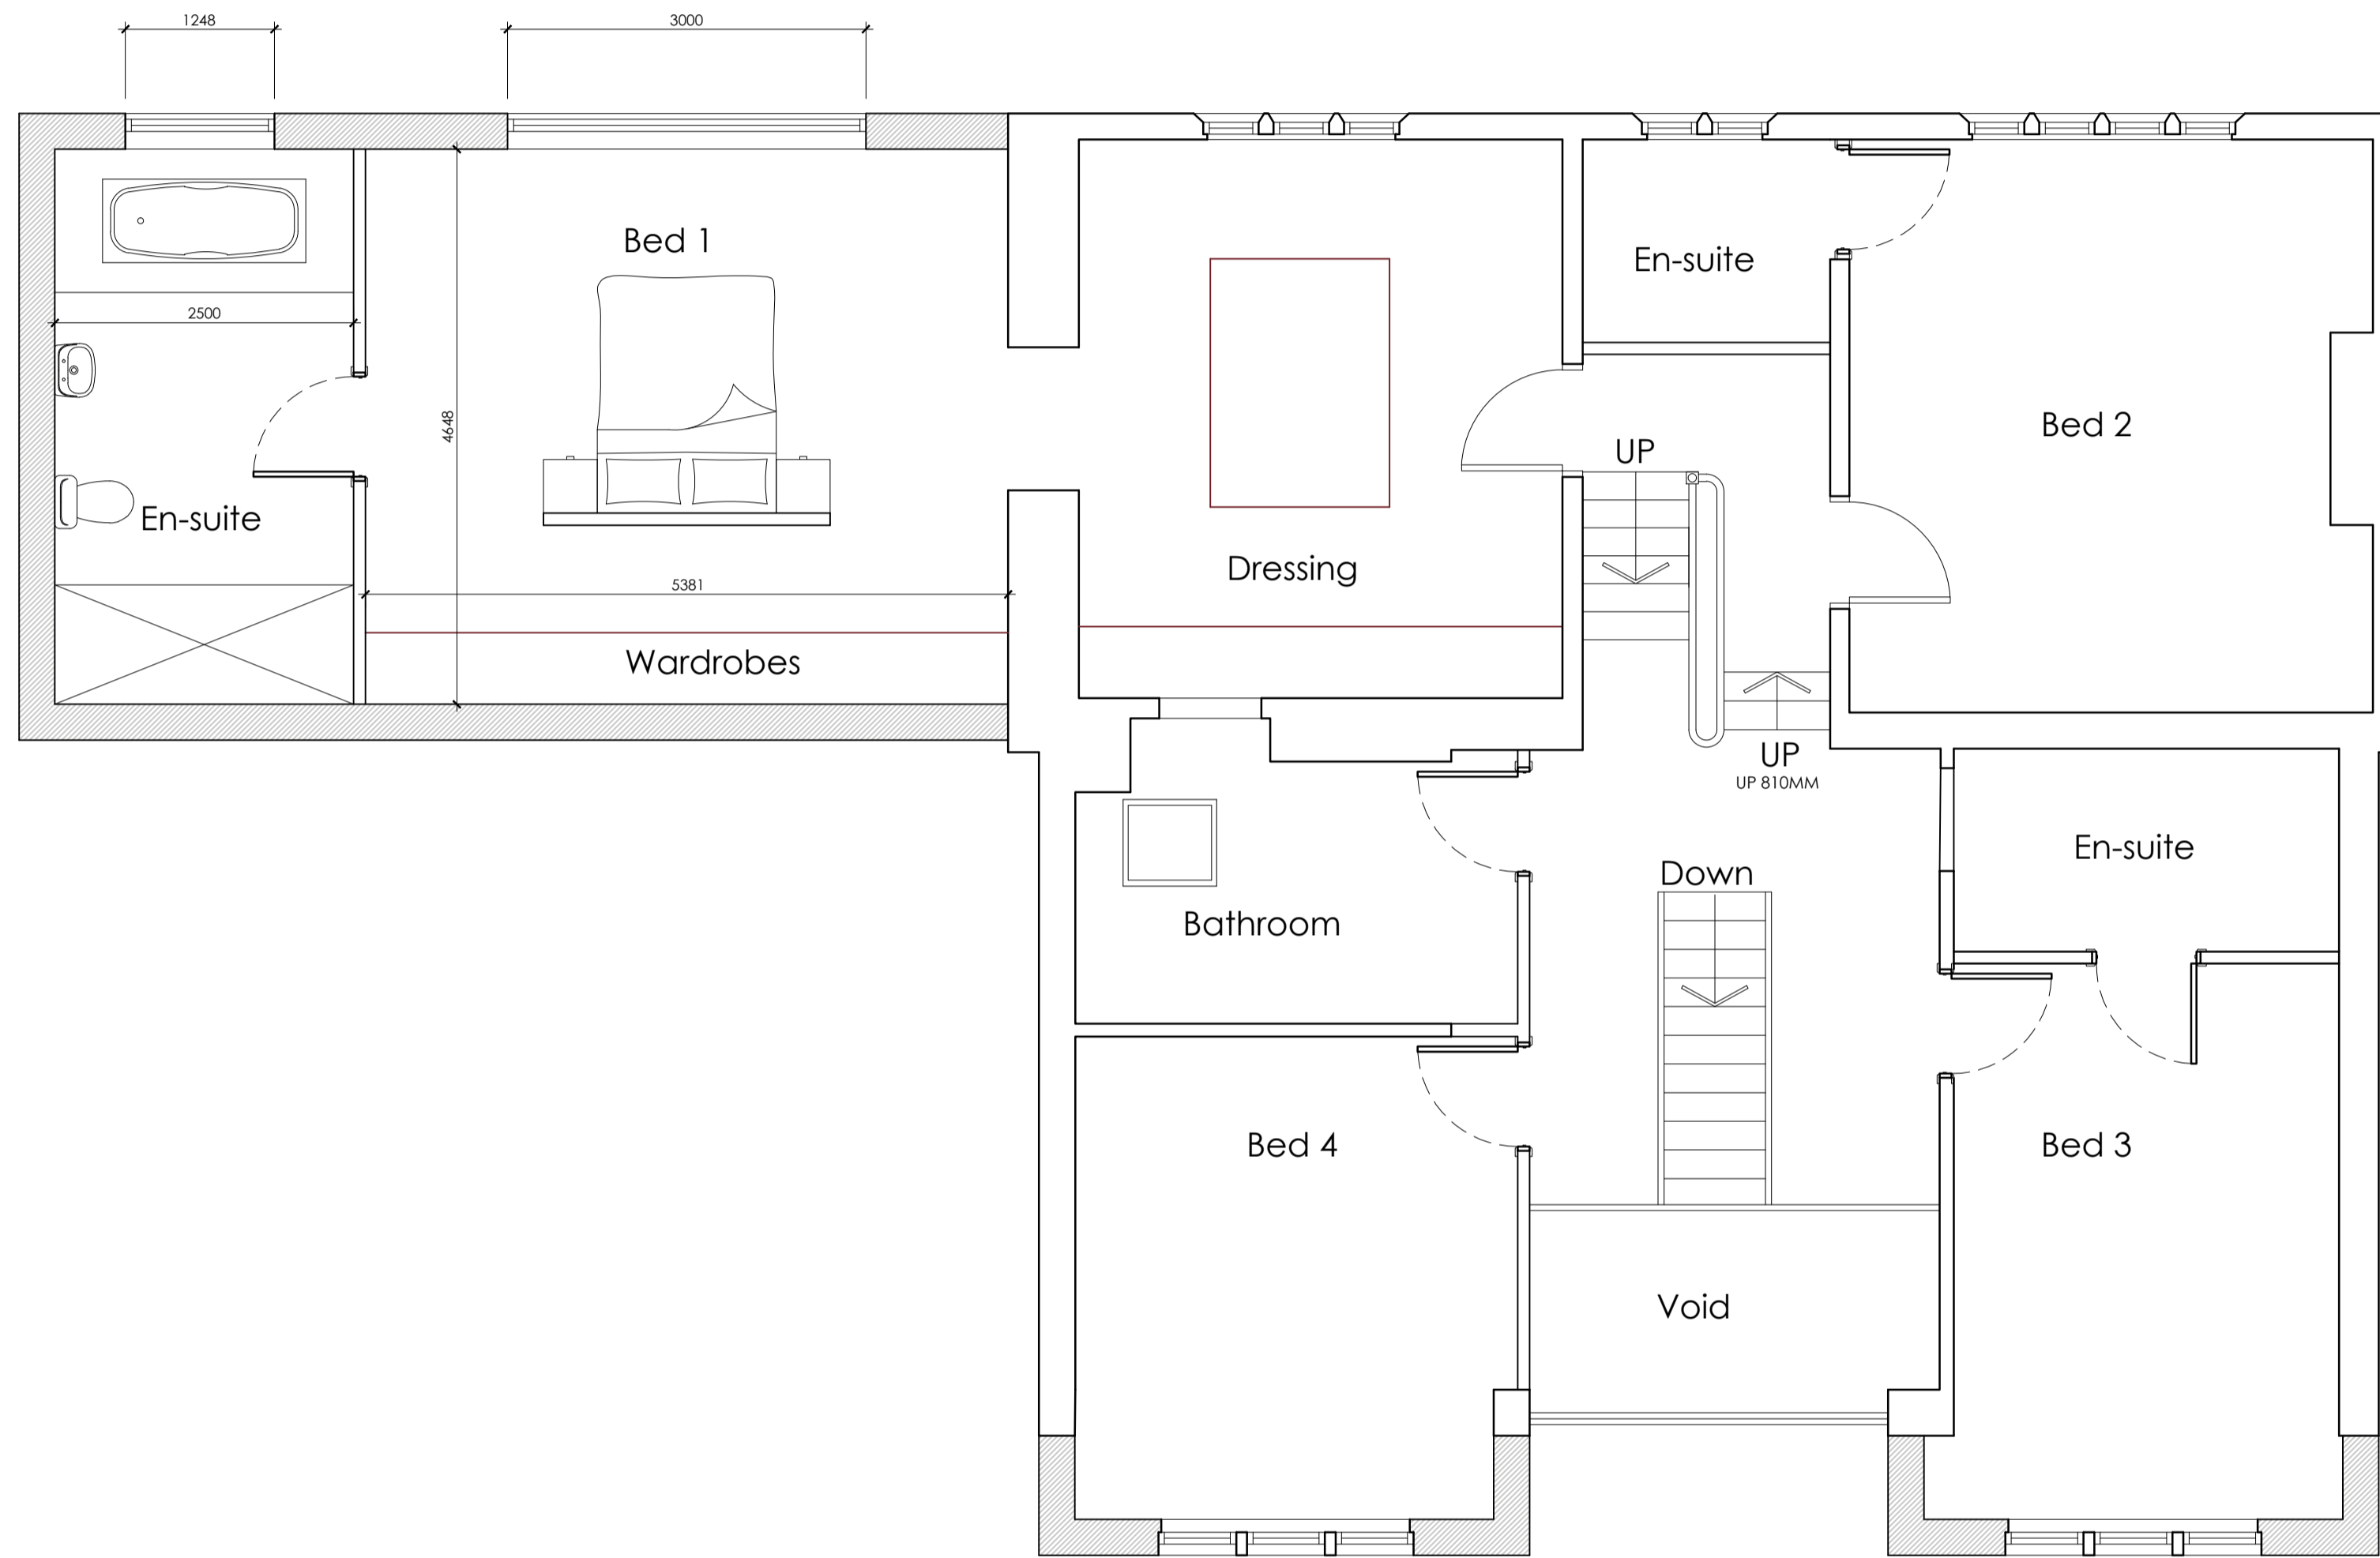 1248
3000
Bed 1
En-suite
2500
4648
Bed 2
UP
En-suite
Dressing
5381
Wardrobes
UP
UP 810MM
En-suite
Down
Bathroom
Bed 4
Bed 3
Void